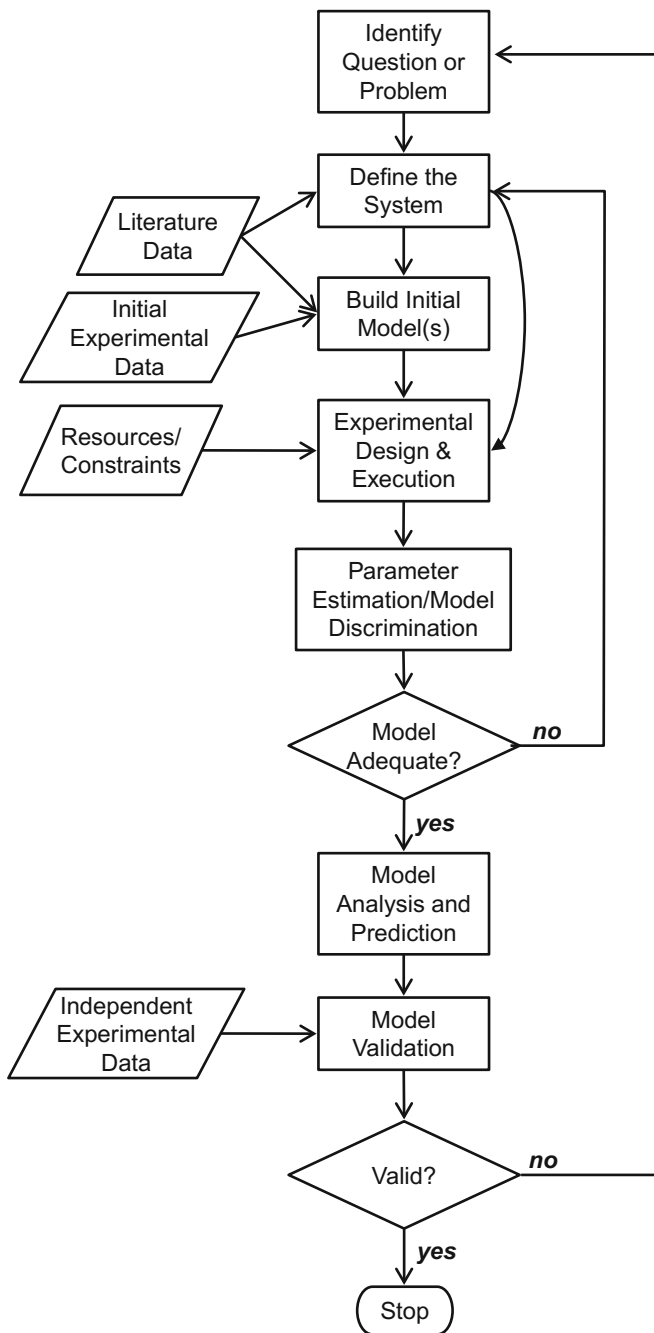 Identify
Question or
Problem
Define the
System
Literature
Data
Build Initial
Model(s)
Initial
Experimental
Data
Experimental
Design &
Execution
Resources/
Constraints
Parameter
Estimation/Model
Discrimination
Model
Adequate?
no
yes
Model
Analysis and
Prediction
Independent
Experimental
Data
Model
Validation
Valid?
no
yes
Stop